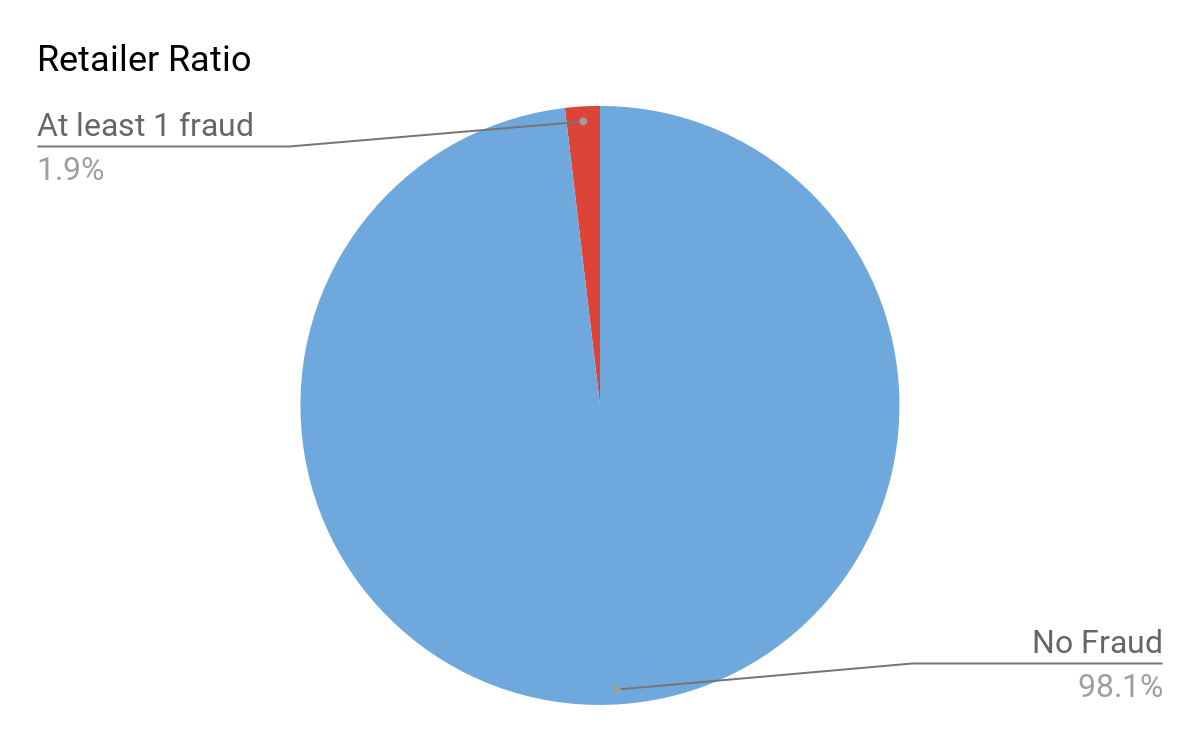 Retailer Ratio
At least 1 fraud
1.9%
No Fraud
98.1%